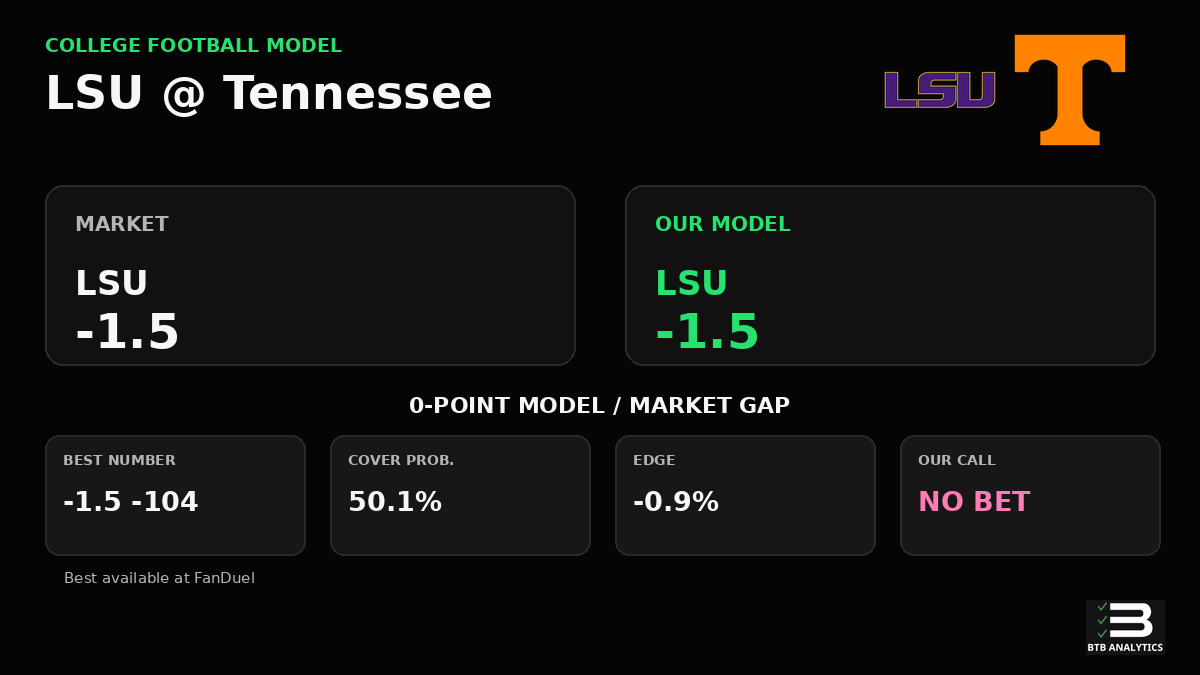 COLLEGE FOOTBALL MODEL
LSU @ Tennessee
LSU
T
MARKET
LSU
-1.5
OUR MODEL
LSU
-1.5
0-POINT MODEL / MARKET GAP
BEST NUMBER
-1.5 -104
COVER PROB.
50.1%
EDGE
-0.9%
OUR CALL
NO BET
Best available at FanDuel
B
BTB ANALYTICS